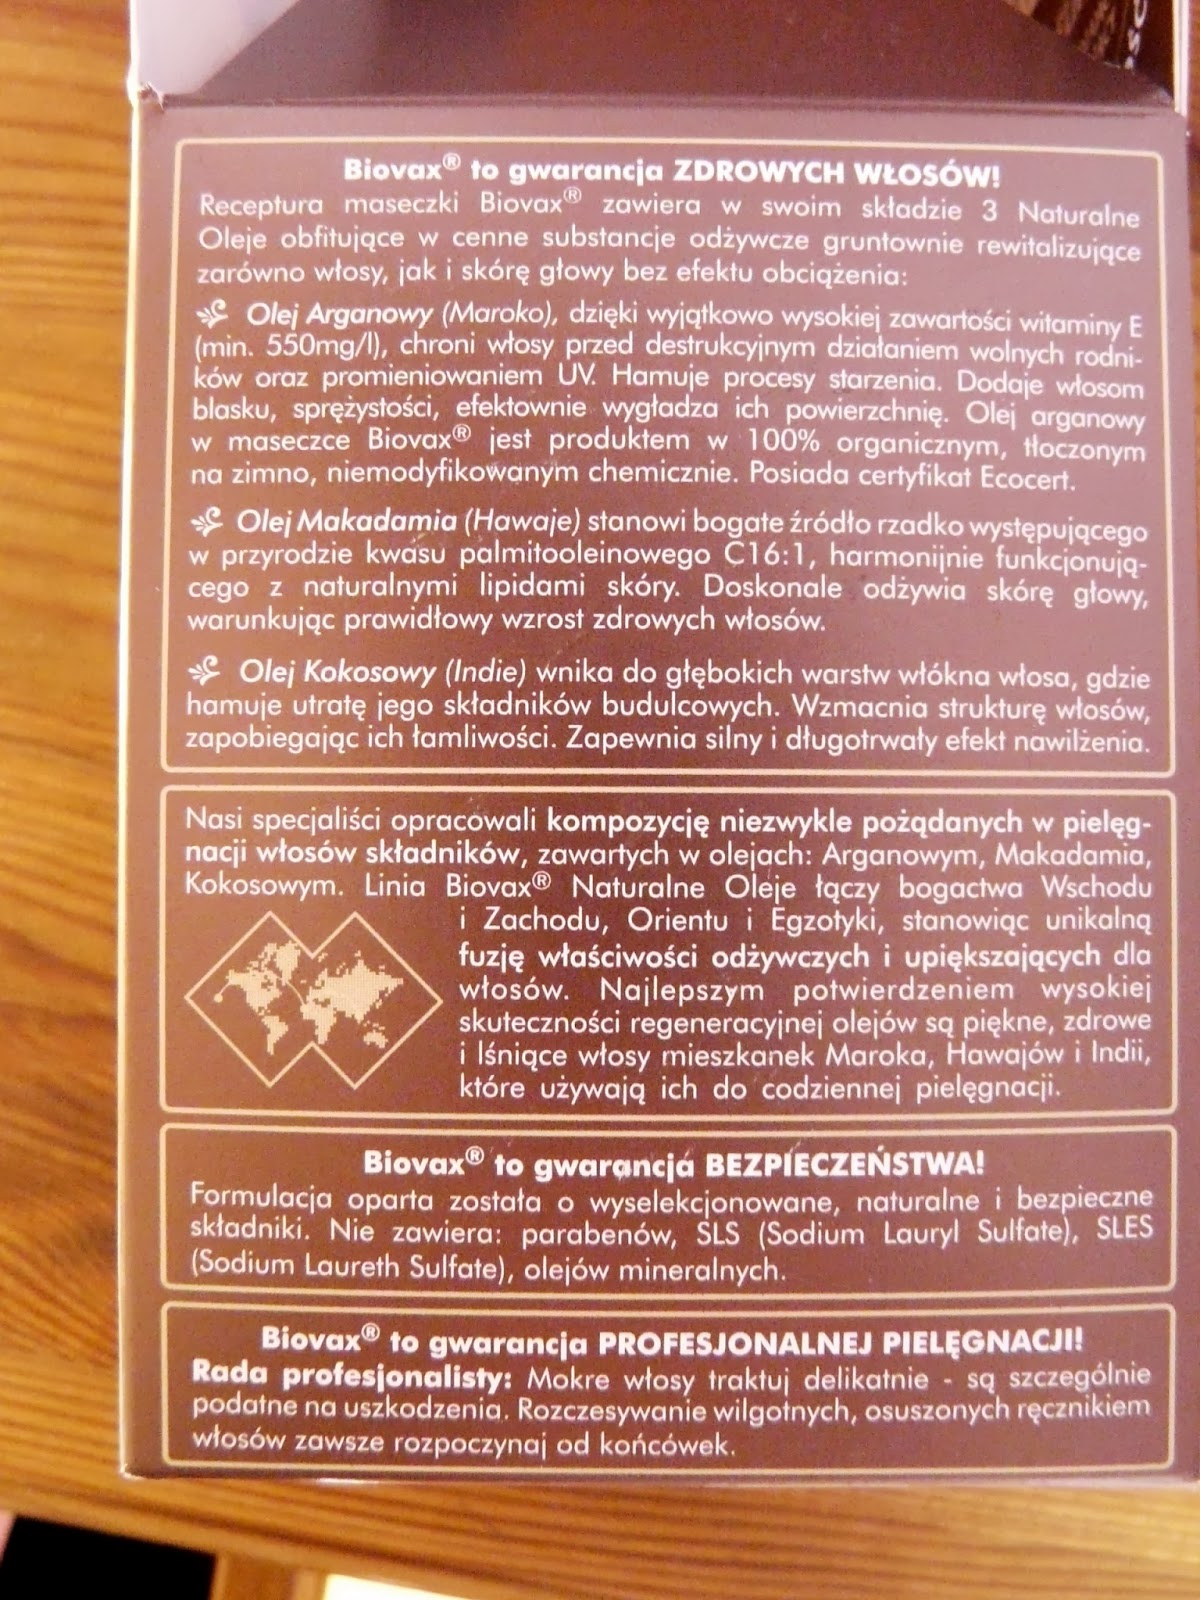 Biovax® to gwarancja ZDROWYCH WŁOSÓW!
Receptura maseczki Biovax® zawiera w swoim składzie 3 Naturalne
Oleje obfitujące w cenne substancje odżywcze gruntownie rewitalizujące
zarówno włosy, jak i skórę głowy bez efektu obciążenia:
Olej Arganowy (Maroko), dzięki wyjątkowo wysokiej zawartości witaminy E
(min. 550mg/l), chroni włosy przed destrukcyjnym działaniem wolnych rodni-
ków oraz promieniowaniem UV. Hamuje procesy starzenia. Dodaje włosom
blasku, sprężystości, efektownie wygładza ich powierzchnię. Olej arganowy
w maseczce Biovax® jest produktem w 100% organicznym, tłoczonym
na zimno, niemodyfikowanym chemicznie. Posiada certyfikat Ecocert.
Olej Makadamia (Hawaje) stanowi bogate źródło rzadko występującego
w przyrodzie kwasu palmitooleinowego C16:1, harmonijnie funkcjonują-
cego z naturalnymi lipidami skóry. Doskonale odżywia skórę głowy,
warunkując prawidłowy wzrost zdrowych włosów.
Olej Kokosowy (Indie) wnika do głębokich warstw włókna włosa, gdzie
hamuje utratę jego składników budulcowych. Wzmacnia strukturę włosów,
zapobiegając ich łamliwości. Zapewnia silny i długotrwały efekt nawilżenia.
Nasi specjaliści opracowali kompozycję niezwykle pożądanych w pielęg-
nacji włosów składników, zawartych w olejach: Arganowym, Makadamia,
Kokosowym. Linia Biovax® Naturalne Oleje łączy bogactwa Wschodu
i Zachodu, Orientu i Egzotyki, stanowiąc unikalną
fuzję właściwości odżywczych i upiększających dla
włosów. Najlepszym potwierdzeniem wysokiej
skuteczności regeneracyjnej olejów są piękne, zdrowe
i lśniące włosy mieszkanek Maroka, Hawajów i Indii,
które używają ich do codziennej pielęgnacji.
Biovax® to gwarancja BEZPIECZEŃSTWA!
Formulacja oparta została o wyselekcjonowane, naturalne i bezpieczne
składniki. Nie zawiera: parabenów, SLS (Sodium Lauryl Sulfate), SLES
(Sodium Laureth Sulfate), olejów mineralnych.
Biovax® to gwarancja PROFESJONALNEJ PIELĘGNACJI!
Rada profesjonalisty: Mokre włosy traktuj delikatnie - są szczególnie
podatne na uszkodzenia. Rozczesywanie wilgotnych, osuszonych ręcznikiem
włosów zawsze rozpoczynaj od końcówek.